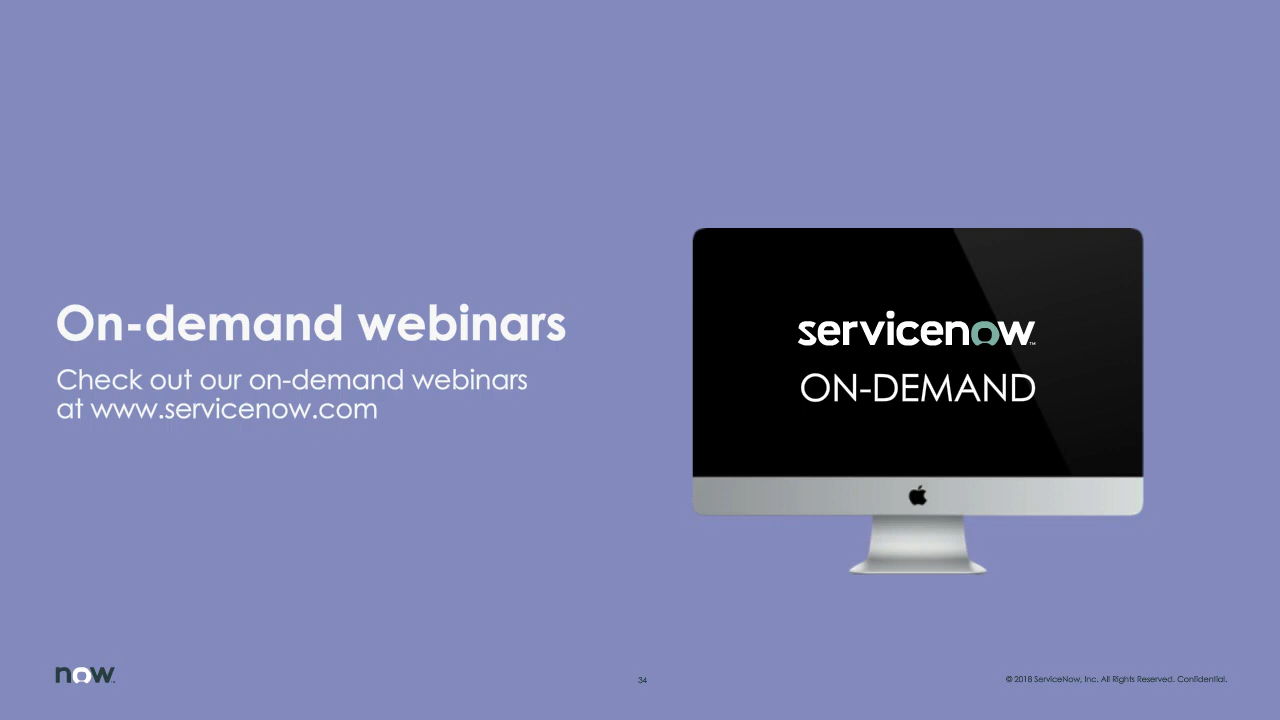 On-demand webinars
Check out our on-demand webinars
at www.servicenow.com
servicenow™
ON-DEMAND
now.
34
© 2018 ServiceNow, Inc. All Rights Reserved. Confidential.